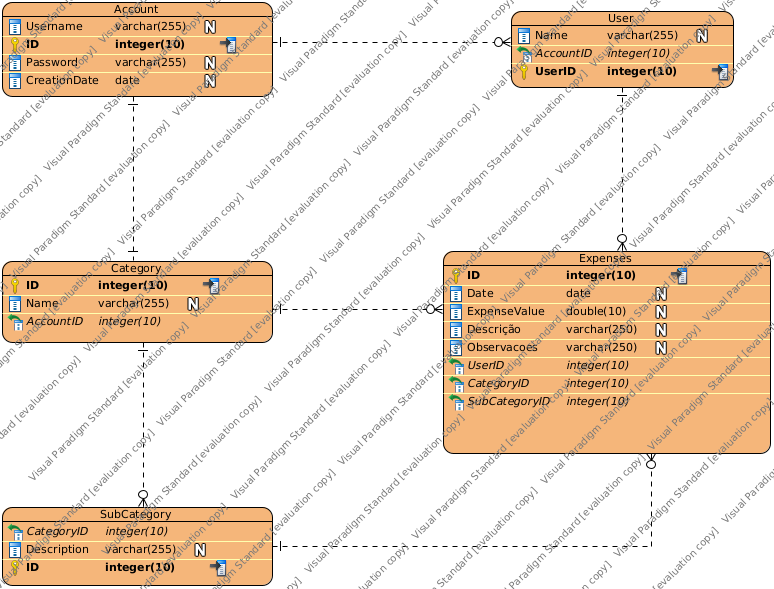 Account
Username varchar(255) N
ID integer(10)
Password varchar(255) N
CreationDate date N
User
Name varchar(255) N
AccountID integer(10)
UserID integer(10)
Category
ID integer(10)
Name varchar(255) N
AccountID integer(10)
Expenses
ID integer(10)
Date date N
ExpenseValue double(10) N
Descrição varchar(250) N
Observacoes varchar(250) N
UserID integer(10)
CategoryID integer(10)
SubCategoryID integer(10)
SubCategory
CategoryID integer(10)
Description varchar(255) N
ID integer(10)
Visual Paradigm Standard [evaluation copy]